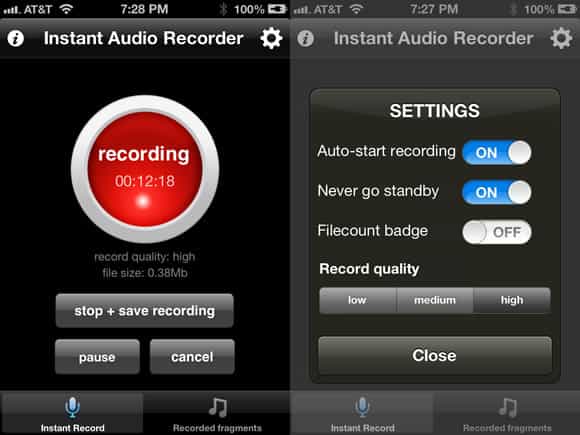 AT&T 7:28 PM 100%
Instant Audio Recorder
recording
00:12:18
record quality: high
file size: 0.38Mb
stop + save recording
pause cancel
Instant Record Recorded fragments
AT&T 7:27 PM 100%
Instant Audio Recorder
SETTINGS
Auto-start recording ON
Never go standby ON
Filecount badge OFF
Record quality
low medium high
Close
Instant Record Recorded fragments